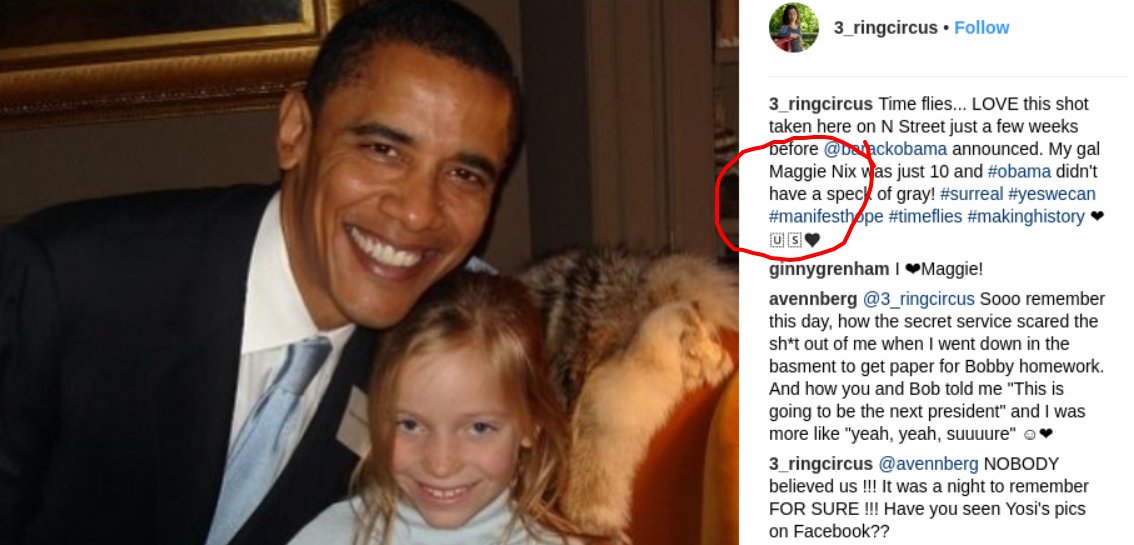 3_ringcircus • Follow
3_ringcircus Time flies... LOVE this shot
taken here on N Street just a few weeks
before @barackobama announced. My gal
Maggie Nix was just 10 and #obama didn't
have a speck of gray! #surreal #yeswecan
#manifesthope #timeflies #makinghistory ❤
🇺 🇸🖤
ginnygrenham I ❤Maggie!
avennberg @3_ringcircus Sooo remember
this day, how the secret service scared the
sh*t out of me when I went down in the
basment to get paper for Bobby homework.
And how you and Bob told me "This is
going to be the next president" and I was
more like "yeah, yeah, suuuure" ☺❤
3_ringcircus @avennberg NOBODY
believed us !!! It was a night to remember
FOR SURE !!! Have you seen Yosi's pics
on Facebook??